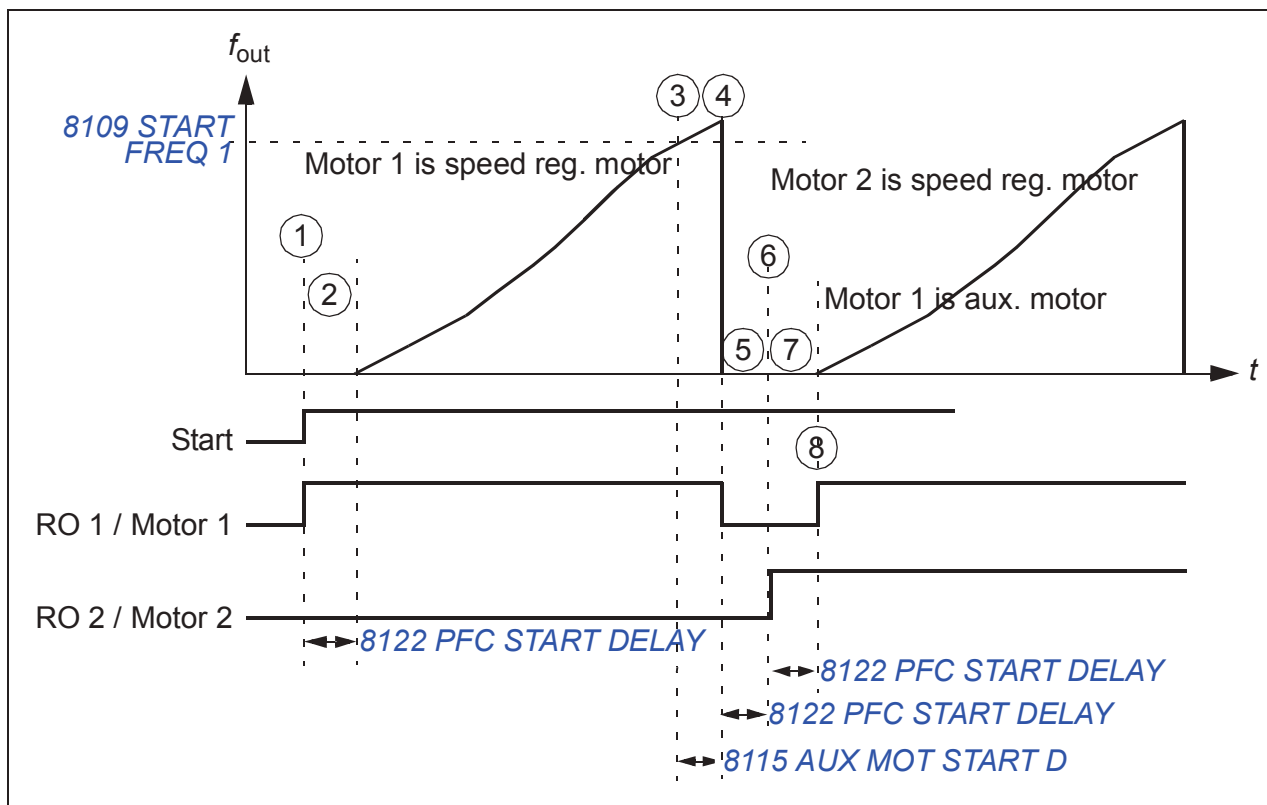 fout
3 4
8109 START
FREQ 1
Motor 1 is speed reg. motor
Motor 2 is speed reg. motor
1
6
2
Motor 1 is aux. motor
5 7
t
Start
8
RO 1 / Motor 1
RO 2 / Motor 2
8122 PFC START DELAY
8122 PFC START DELAY
8122 PFC START DELAY
8115 AUX MOT START D